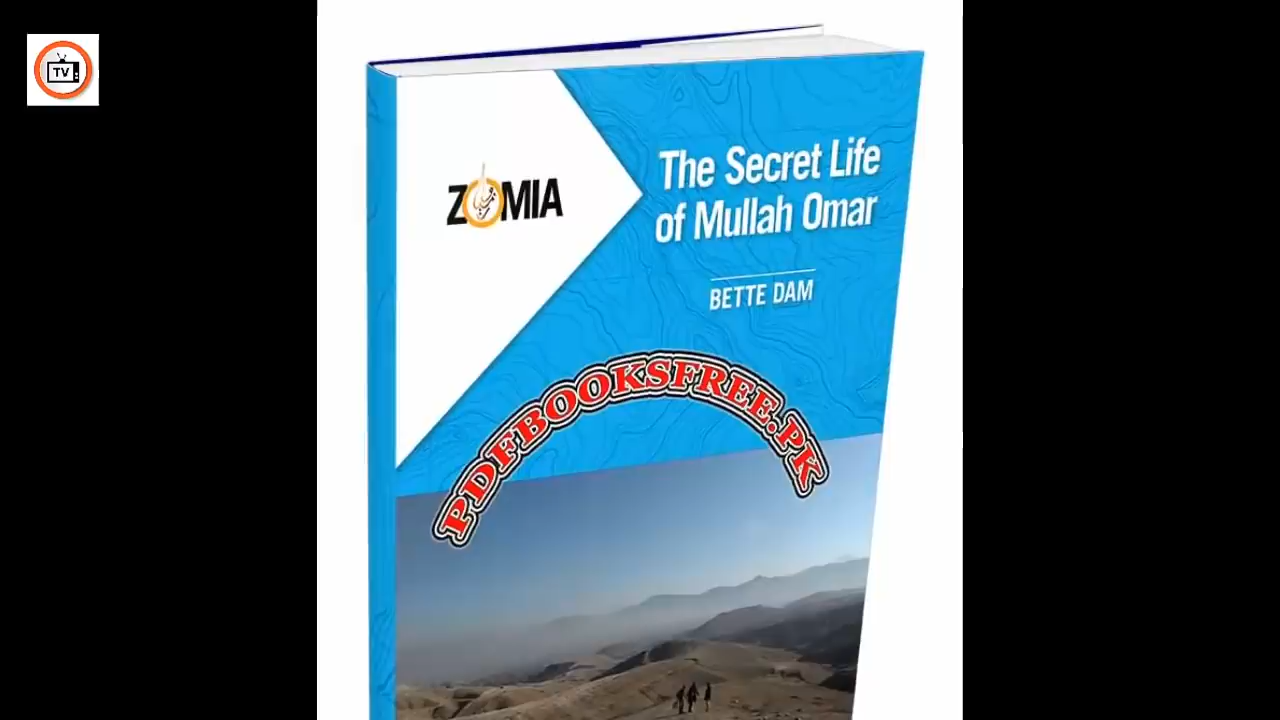 TV
ZOMIA
The Secret Life
of Mullah Omar
BETTE DAM
PDFBOOKSFREE.PK